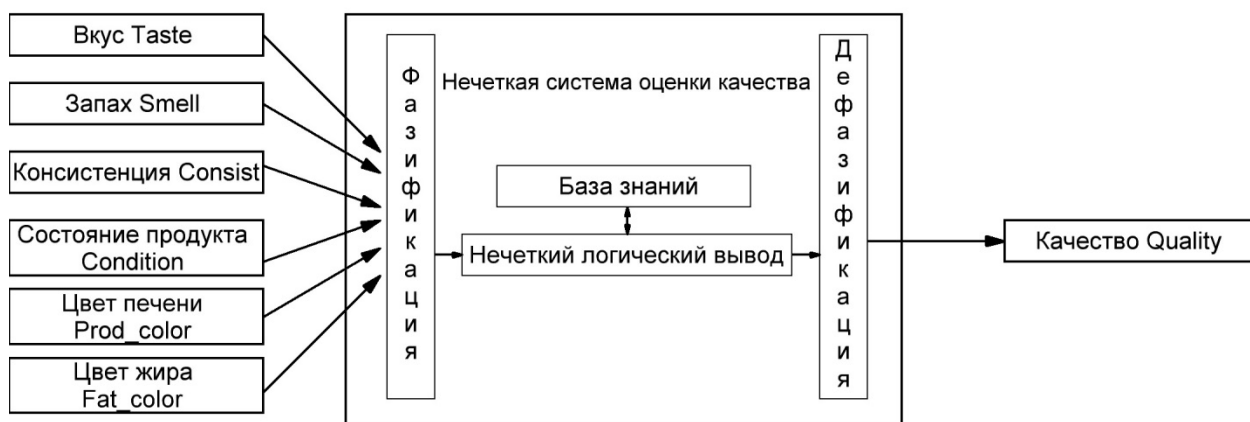 Вкус Taste
Запах Smell
Консистенция Consist
Состояние продукта
Condition
Цвет печени
Prod_color
Цвет жира
Fat_color
Фазификация
Нечеткая система оценки качества
База знаний
Нечеткий логический вывод
Дефазификация
Качество Quality